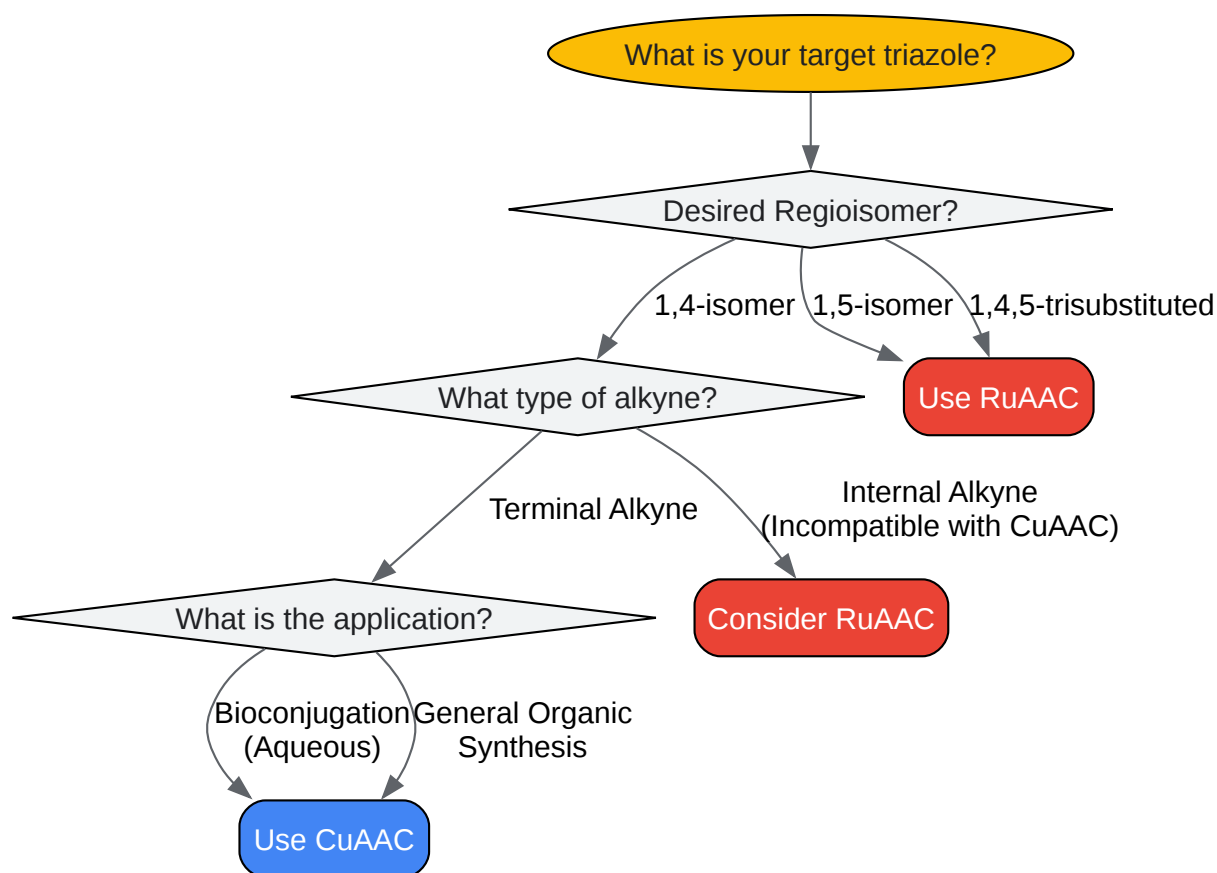 What is your target triazole?
Desired Regioisomer?
1,4-isomer
1,5-isomer
1,4,5-trisubstituted
What type of alkyne?
Use RuAAC
Terminal Alkyne
Internal Alkyne
(Incompatible with CuAAC)
What is the application?
Consider RuAAC
Bioconjugation
(Aqueous)
General Organic
Synthesis
Use CuAAC